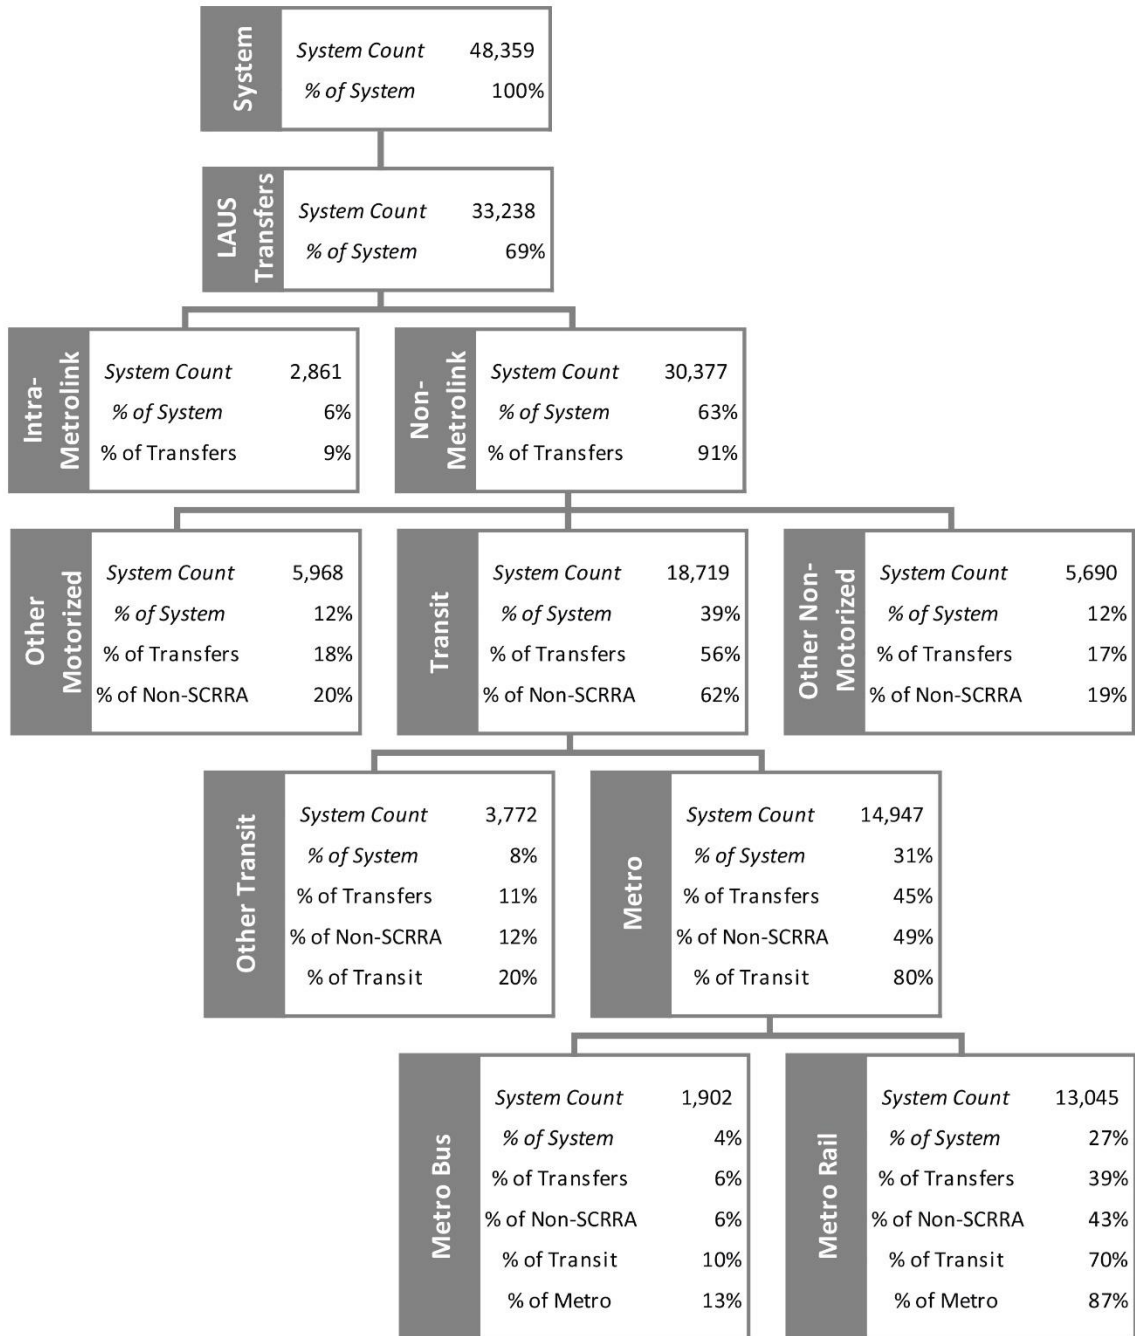 System
System Count 48,359
% of System 100%
LAUS
Transfers
System Count 33,238
% of System 69%
Intra-
Metrolink
System Count 2,861
% of System 6%
% of Transfers 9%
Non-
Metrolink
System Count 30,377
% of System 63%
% of Transfers 91%
Other
Motorized
System Count 5,968
% of System 12%
% of Transfers 18%
% of Non-SCRRA 20%
Transit
System Count 18,719
% of System 39%
% of Transfers 56%
% of Non-SCRRA 62%
Other Non-
Motorized
System Count 5,690
% of System 12%
% of Transfers 17%
% of Non-SCRRA 19%
Other Transit
System Count 3,772
% of System 8%
% of Transfers 11%
% of Non-SCRRA 12%
% of Transit 20%
Metro
System Count 14,947
% of System 31%
% of Transfers 45%
% of Non-SCRRA 49%
% of Transit 80%
Metro Bus
System Count 1,902
% of System 4%
% of Transfers 6%
% of Non-SCRRA 6%
% of Transit 10%
% of Metro 13%
Metro Rail
System Count 13,045
% of System 27%
% of Transfers 39%
% of Non-SCRRA 43%
% of Transit 70%
% of Metro 87%